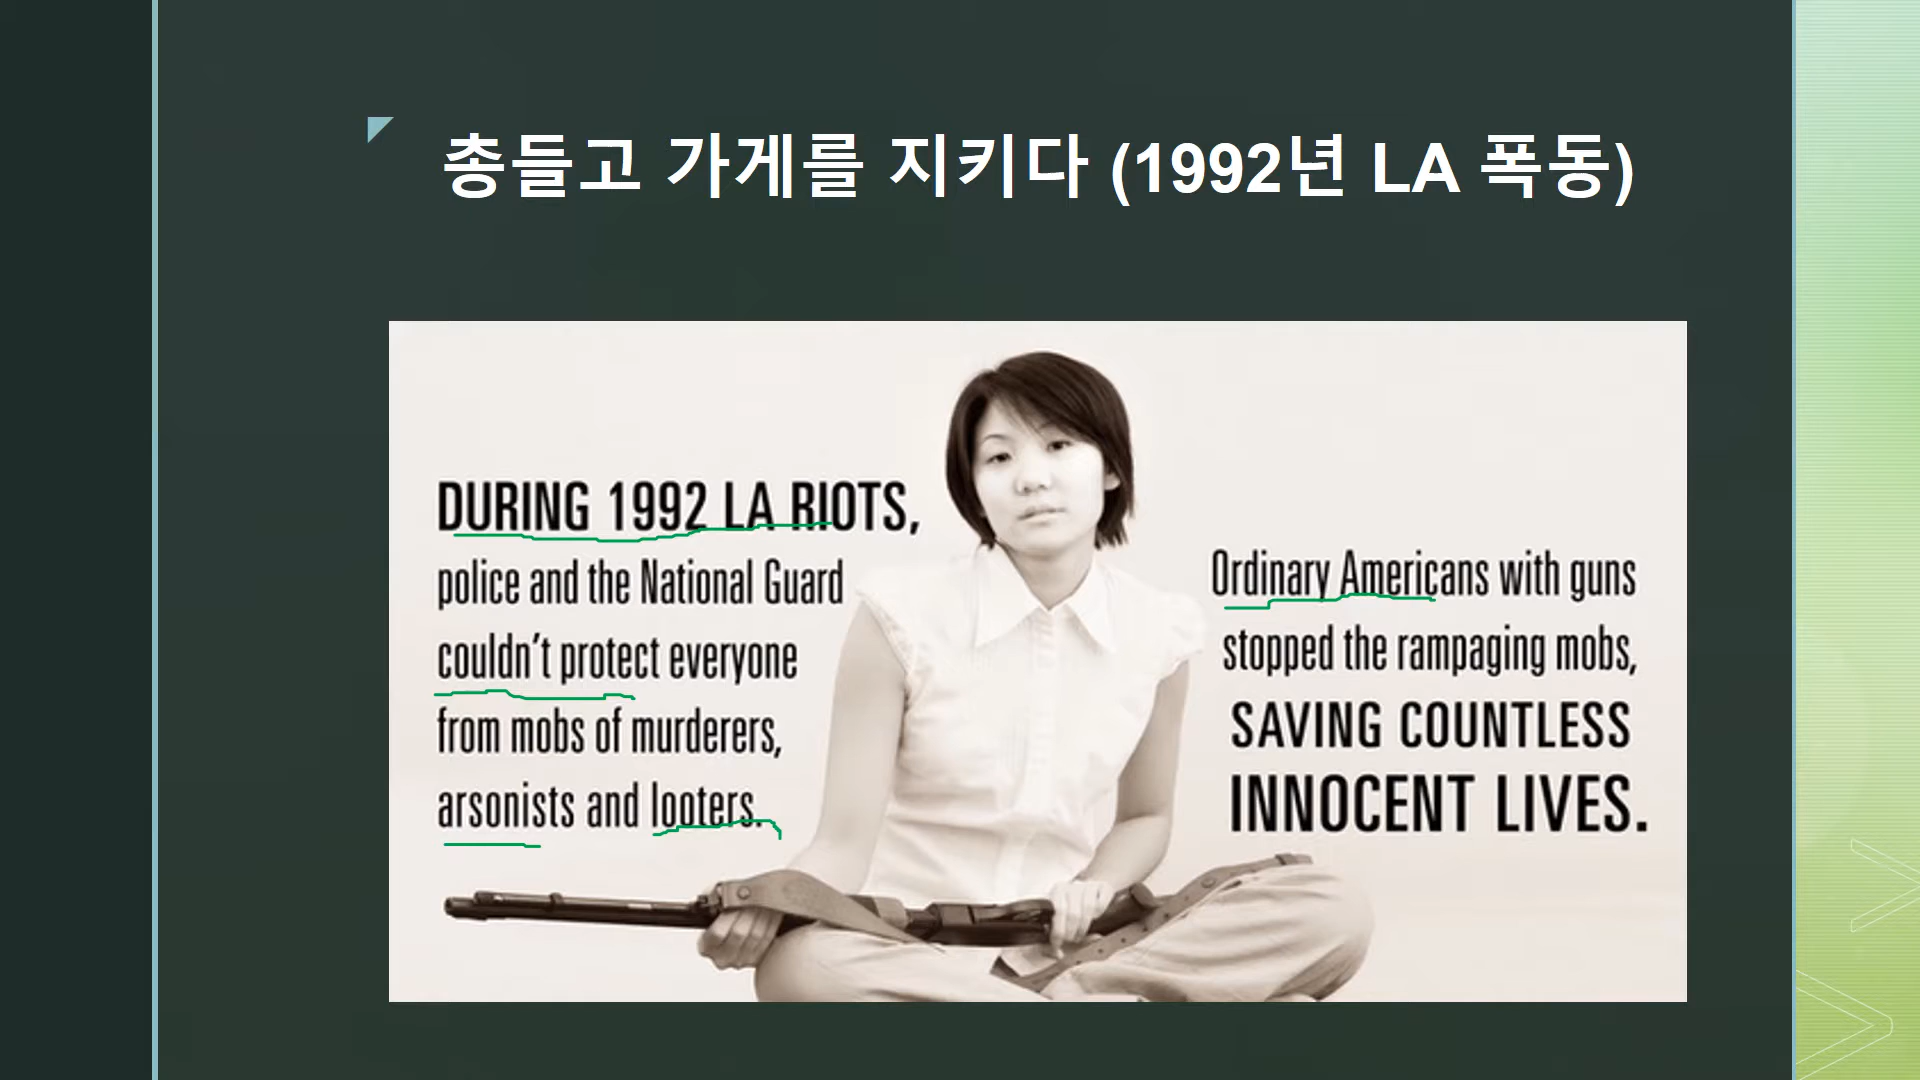 총들고 가게를 지키다 (1992년 LA 폭동)
DURING 1992 LA RIOTS,
police and the National Guard
couldn't protect everyone
from mobs of murderers,
arsonists and looters.
Ordinary Americans with guns
stopped the rampaging mobs,
SAVING COUNTLESS
INNOCENT LIVES.